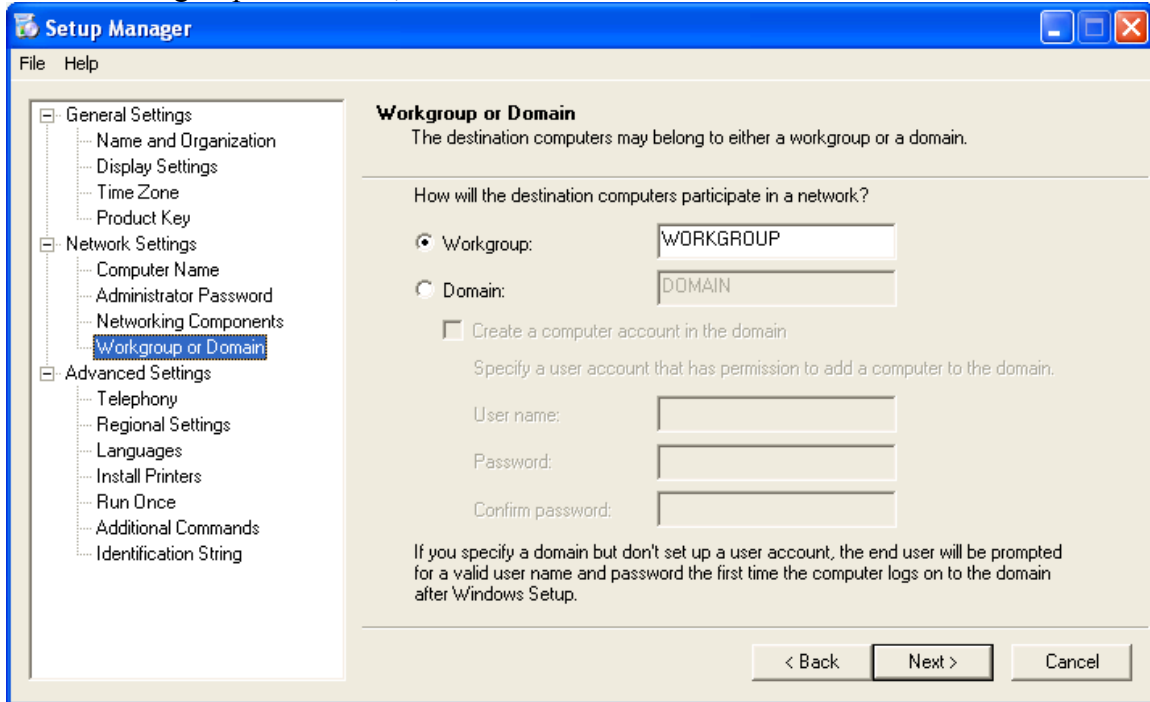 Setup Manager
File Help
General Settings
Name and Organization
Display Settings
Time Zone
Product Key
Network Settings
Computer Name
Administrator Password
Networking Components
Workgroup or Domain
Advanced Settings
Telephony
Regional Settings
Languages
Install Printers
Run Once
Additional Commands
Identification String
Workgroup or Domain
The destination computers may belong to either a workgroup or a domain.
How will the destination computers participate in a network?
Workgroup: WORKGROUP
Domain: DOMAIN
Create a computer account in the domain
Specify a user account that has permission to add a computer to the domain.
User name:
Password:
Confirm password:
If you specify a domain but don't set up a user account, the end user will be prompted
for a valid user name and password the first time the computer logs on to the domain
after Windows Setup.
< Back Next > Cancel